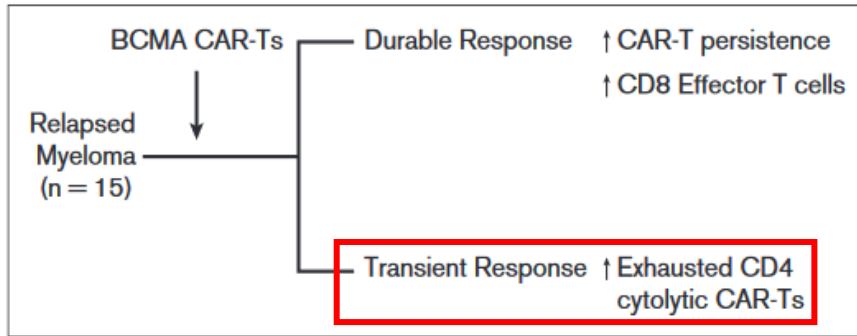 BCMA CAR-Ts
Durable Response ↑ CAR-T persistence
↑ CD8 Effector T cells
Relapsed
Myeloma
(n = 15)
Transient Response ↑ Exhausted CD4
cytolytic CAR-Ts